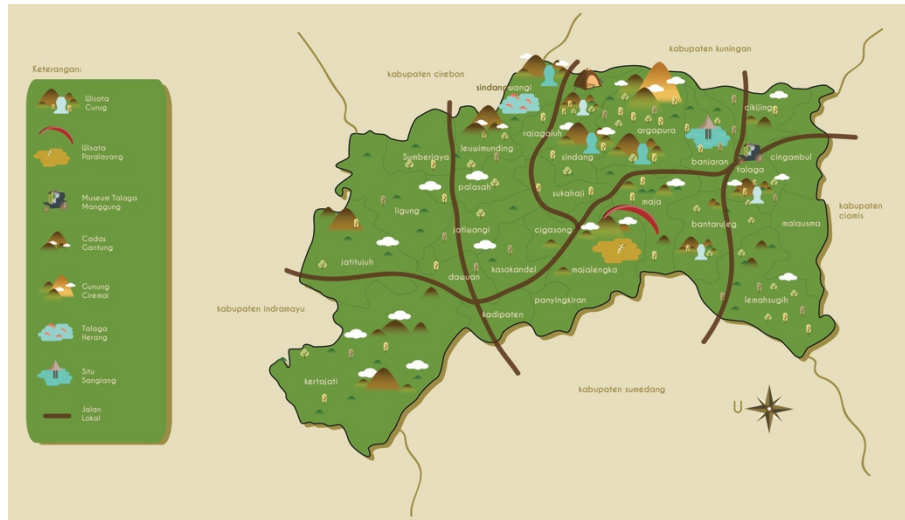 Keterangan:
Wisata
Curug
Wisata
Paralayang
Museum Talaga
Manggung
Cadas
Gantung
Gunung
Ciremai
Talaga
Herang
Situ
Sangiang
Jalan
Lokal
kabupaten cirebon
kabupaten kuningan
sindangwangi
cikijing
rajagaluh
argapura
leuwimunding
Sumberjaya
sindang
banjaran
cingambul
talaga
palasah
sukahaji
maja
kabupaten
ciamis
ligung
jatiwangi
cigasong
bantarujeg
malausma
jatitujuh
dawuan
kasokandel
majalengka
panyingkiran
lemahsugih
kabupaten indramayu
kadipaten
kertajati
kabupaten sumedang
U